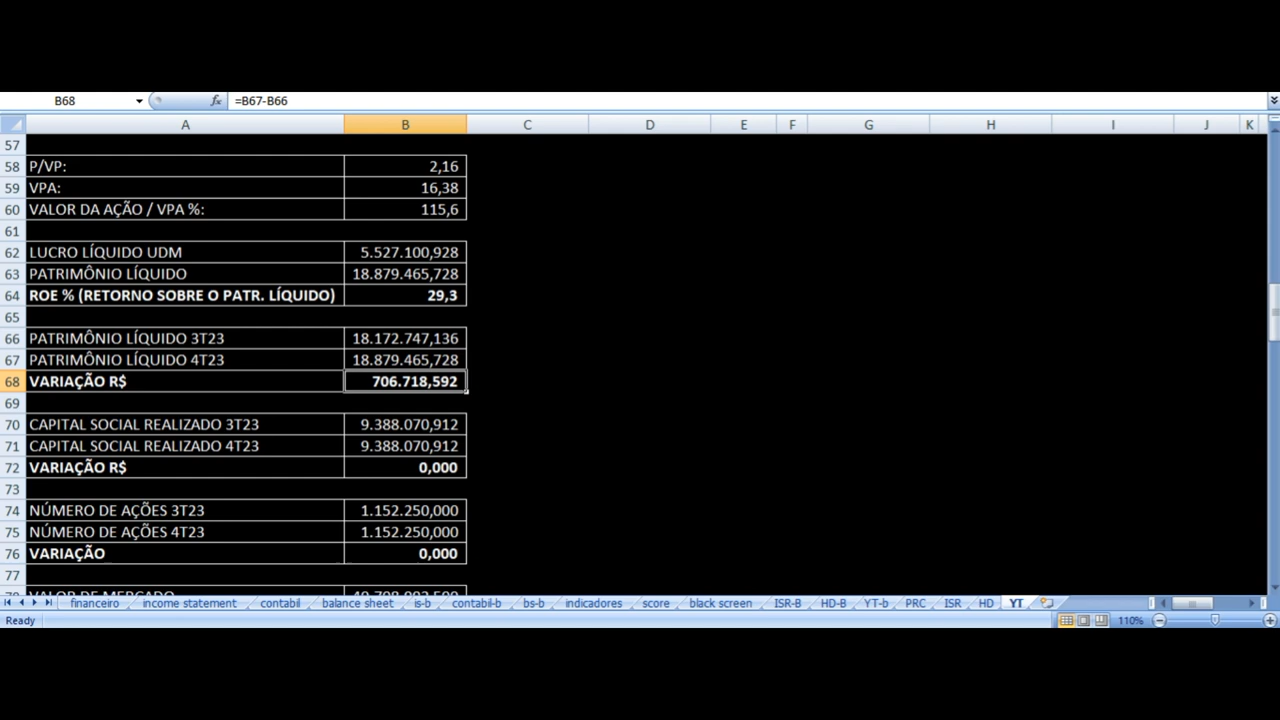 B68 fx =B67-B66
A B C D E F G H I J K
57
58 P/VP: 2,16
59 VPA: 16,38
60 VALOR DA AÇÃO / VPA %: 115,6
61
62 LUCRO LÍQUIDO UDM 5.527.100,928
63 PATRIMÔNIO LÍQUIDO 18.879.465,728
64 ROE % (RETORNO SOBRE O PATR. LÍQUIDO) 29,3
65
66 PATRIMÔNIO LÍQUIDO 3T23 18.172.747,136
67 PATRIMÔNIO LÍQUIDO 4T23 18.879.465,728
68 VARIAÇÃO R$ 706.718,592
69
70 CAPITAL SOCIAL REALIZADO 3T23 9.388.070,912
71 CAPITAL SOCIAL REALIZADO 4T23 9.388.070,912
72 VARIAÇÃO R$ 0,000
73
74 NÚMERO DE AÇÕES 3T23 1.152.250,000
75 NÚMERO DE AÇÕES 4T23 1.152.250,000
76 VARIAÇÃO 0,000
77
VALOR DE MERCADO
financeiro income statement contabil balance sheet is-b contabil-b bs-b indicadores score black screen ISR-B HD-B YT-b PRC ISR HD YT
Ready 110%